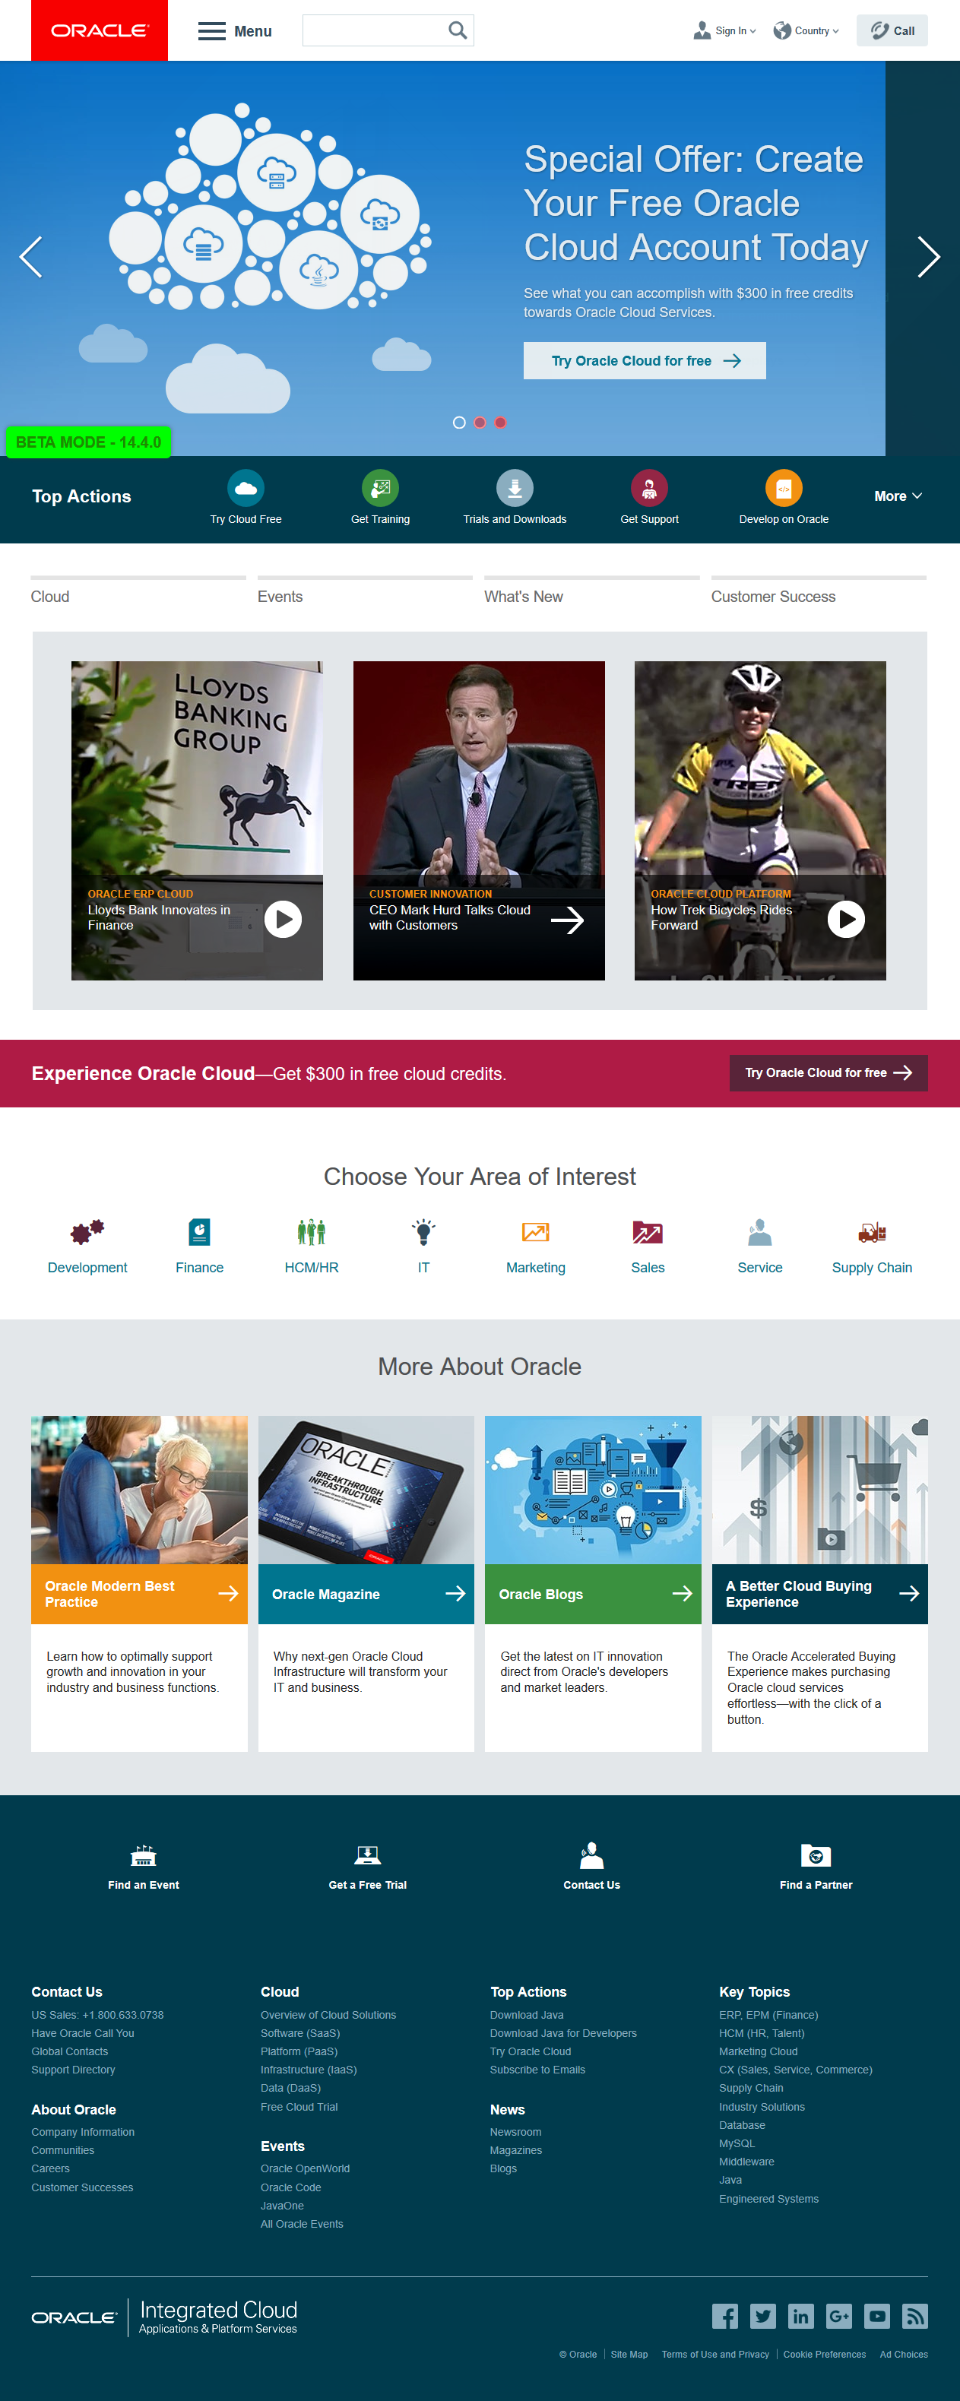 ORACLE
Menu
Sign In
Country
Call
Special Offer: Create
Your Free Oracle
Cloud Account Today
See what you can accomplish with $300 in free credits
towards Oracle Cloud Services.
Try Oracle Cloud for free
BETA MODE - 14.4.0
Top Actions
Try Cloud Free
Get Training
Trials and Downloads
Get Support
Develop on Oracle
More
Cloud
Events
What's New
Customer Success
LLOYDS
BANKING
GROUP
ORACLE ERP CLOUD
Lloyds Bank Innovates in
Finance
CUSTOMER INNOVATION
CEO Mark Hurd Talks Cloud
with Customers
TREK
ORACLE CLOUD PLATFORM
How Trek Bicycles Rides
Forward
Experience Oracle Cloud—Get $300 in free cloud credits.
Try Oracle Cloud for free
Choose Your Area of Interest
Development
Finance
HCM/HR
IT
Marketing
Sales
Service
Supply Chain
More About Oracle
ORACLE
BREAKTHROUGH
INFRASTRUCTURE
Oracle Modern Best
Practice
Learn how to optimally support
growth and innovation in your
industry and business functions.
Oracle Magazine
Why next-gen Oracle Cloud
Infrastructure will transform your
IT and business.
Oracle Blogs
Get the latest on IT innovation
direct from Oracle's developers
and market leaders.
$
A Better Cloud Buying
Experience
The Oracle Accelerated Buying
Experience makes purchasing
Oracle cloud services
effortless—with the click of a
button.
Find an Event
Get a Free Trial
Contact Us
Find a Partner
Contact Us
US Sales: +1.800.633.0738
Have Oracle Call You
Global Contacts
Support Directory
About Oracle
Company Information
Communities
Careers
Customer Successes
Cloud
Overview of Cloud Solutions
Software (SaaS)
Platform (PaaS)
Infrastructure (IaaS)
Data (DaaS)
Free Cloud Trial
Events
Oracle OpenWorld
Oracle Code
JavaOne
All Oracle Events
Top Actions
Download Java
Download Java for Developers
Try Oracle Cloud
Subscribe to Emails
News
Newsroom
Magazines
Blogs
Key Topics
ERP, EPM (Finance)
HCM (HR, Talent)
Marketing Cloud
CX (Sales, Service, Commerce)
Supply Chain
Industry Solutions
Database
MySQL
Middleware
Java
Engineered Systems
ORACLE
Integrated Cloud
Applications & Platform Services
© Oracle
Site Map
Terms of Use and Privacy
Cookie Preferences
Ad Choices